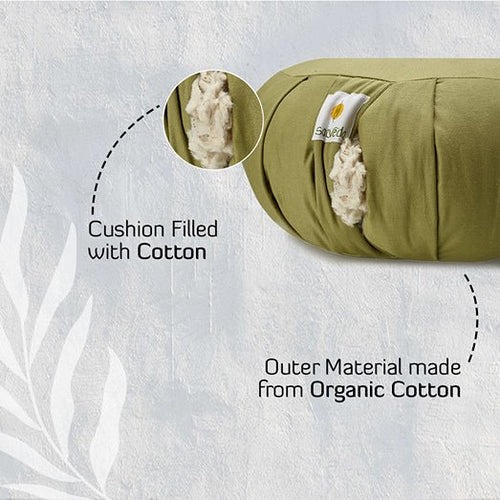 Cushion Filled
with Cotton
Outer Material made
from Organic Cotton